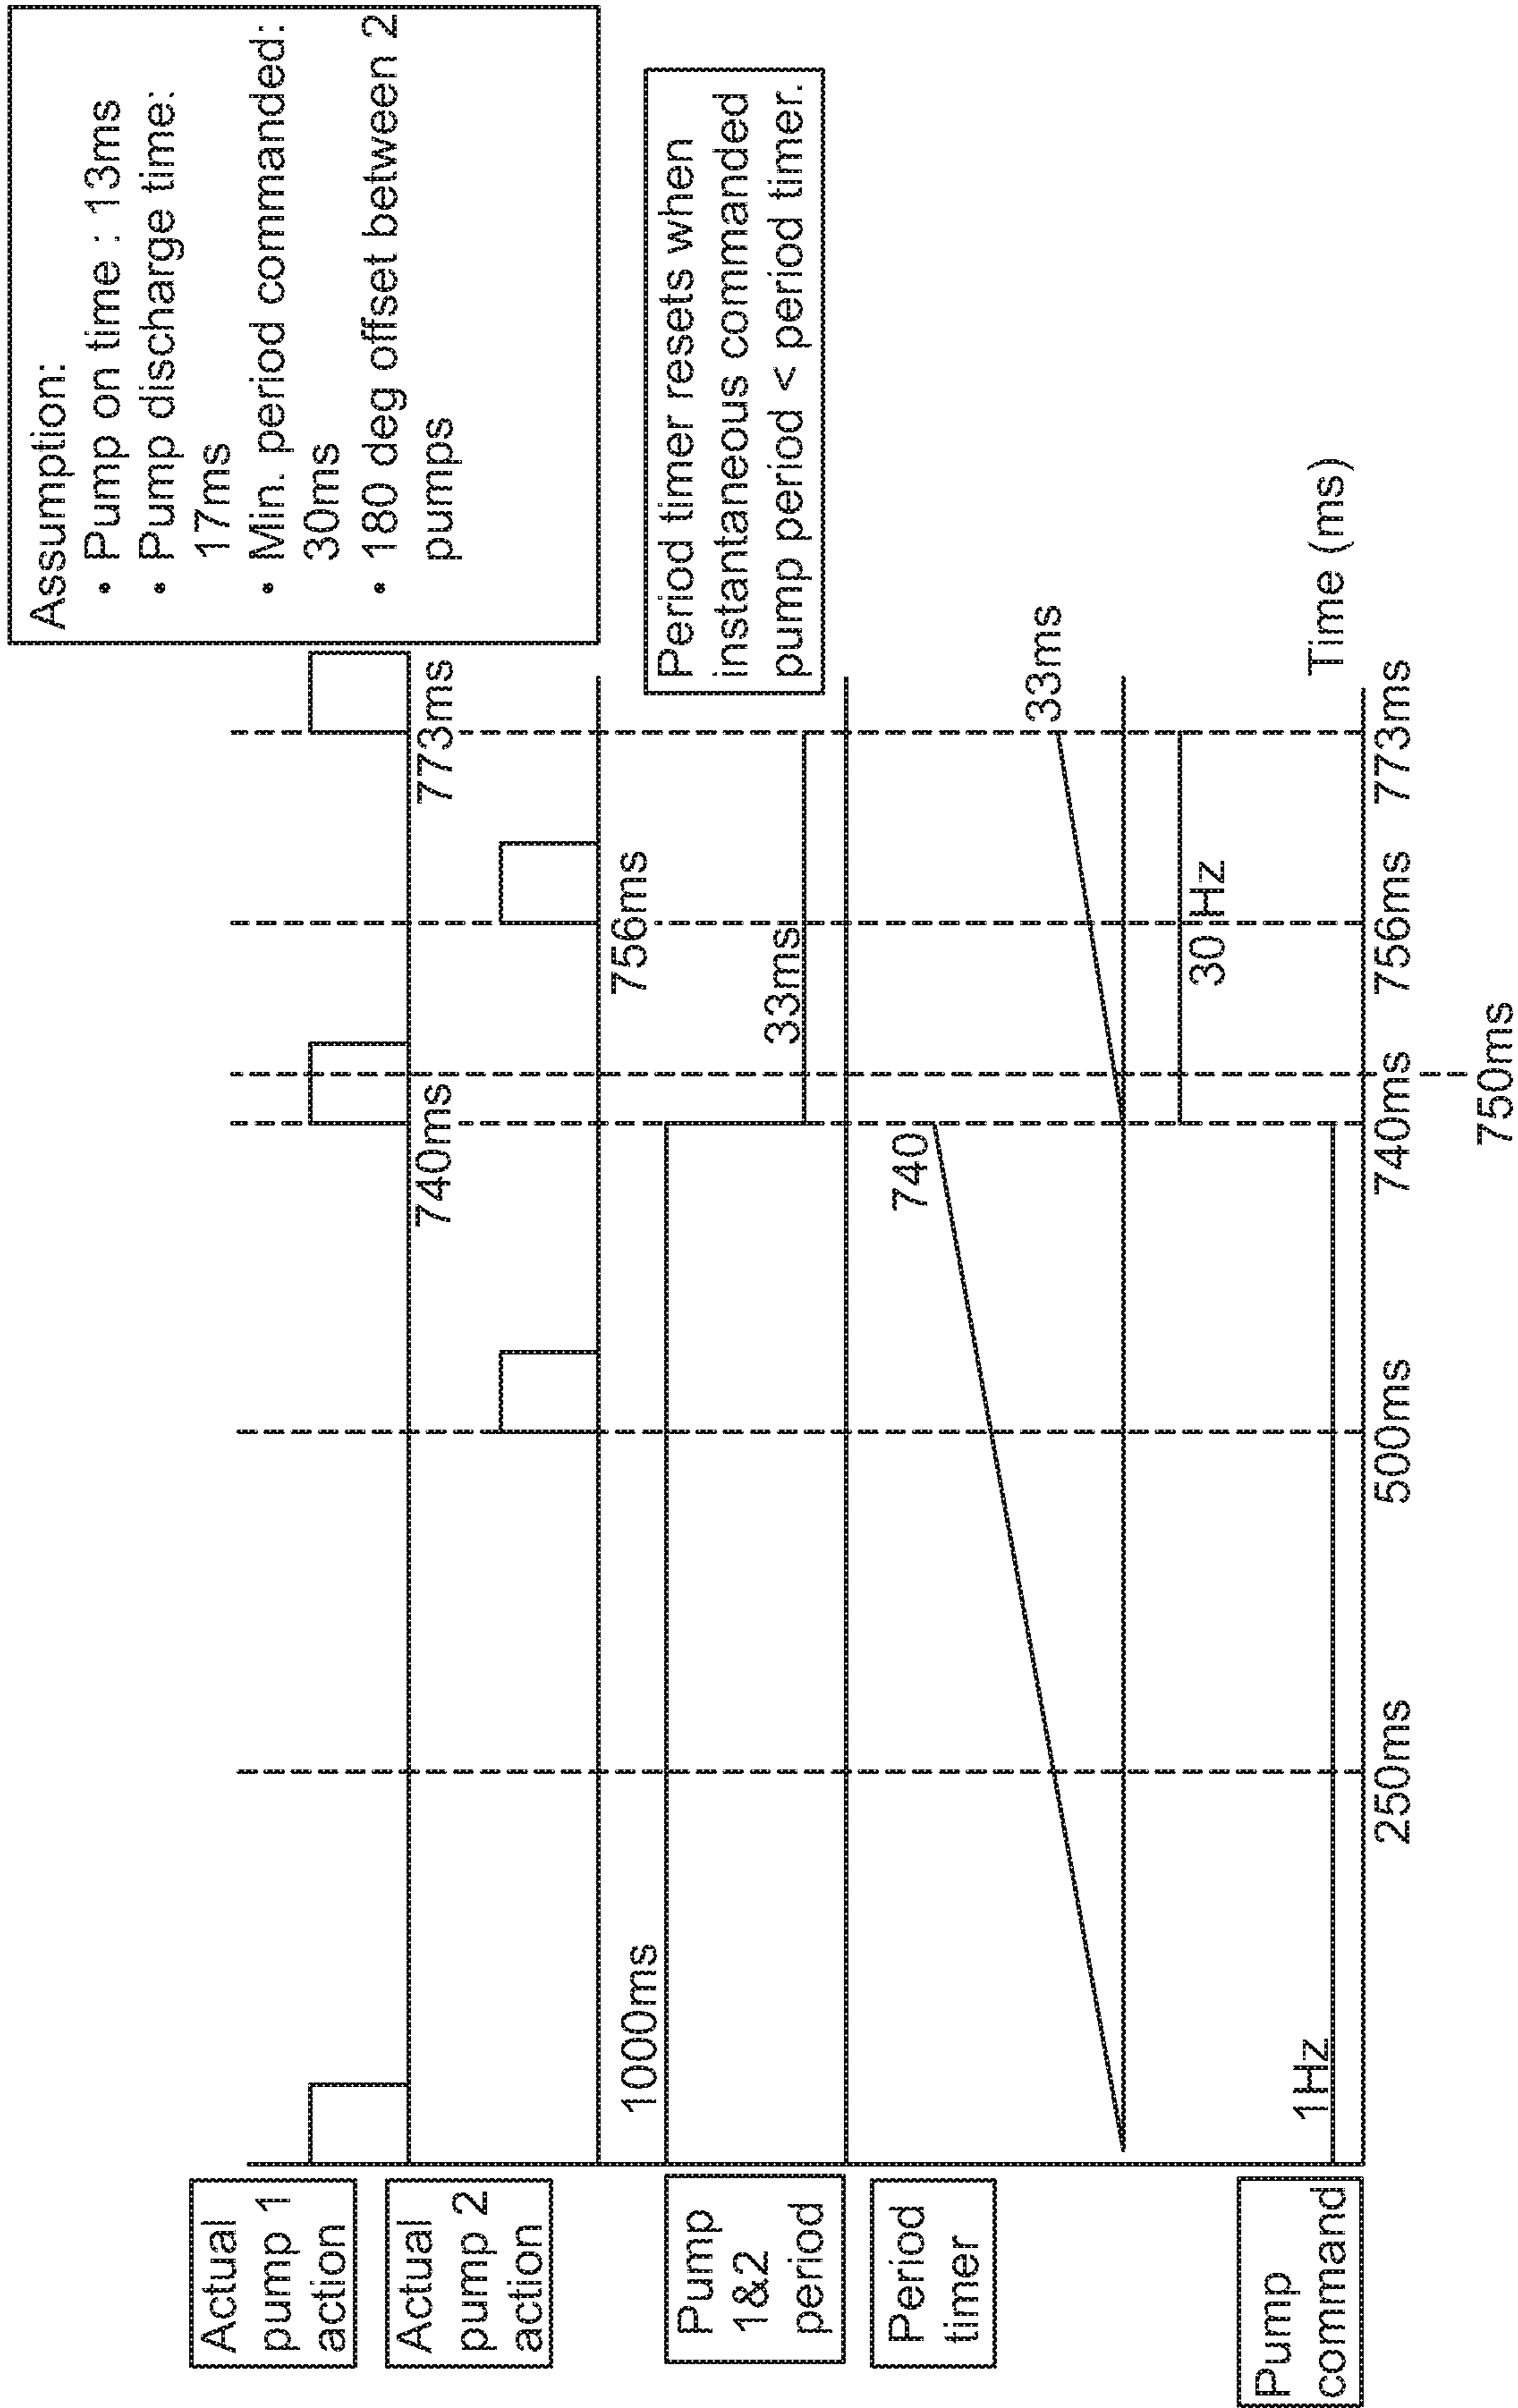 Assumption:
• Pump on time : 13ms
• Pump discharge time:
17ms
• Min. period commanded:
30ms
• 180 deg offset between 2
pumps
Actual
pump 1
action
740ms
773ms
Actual
pump 2
action
756ms
Period timer resets when
instantaneous commanded
pump period < period timer.
Pump
1&2
period
1000ms
33ms
Period
timer
740
33ms
Pump
command
1Hz
30 Hz
Time (ms)
250ms
500ms
740ms
756ms
773ms
750ms